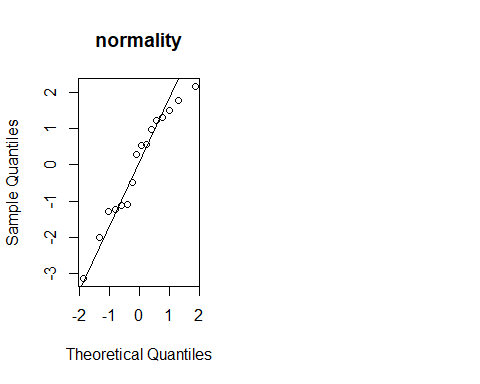 normality
Sample Quantiles
2
1
0
-1
-2
-3
-2 -1 0 1 2
Theoretical Quantiles